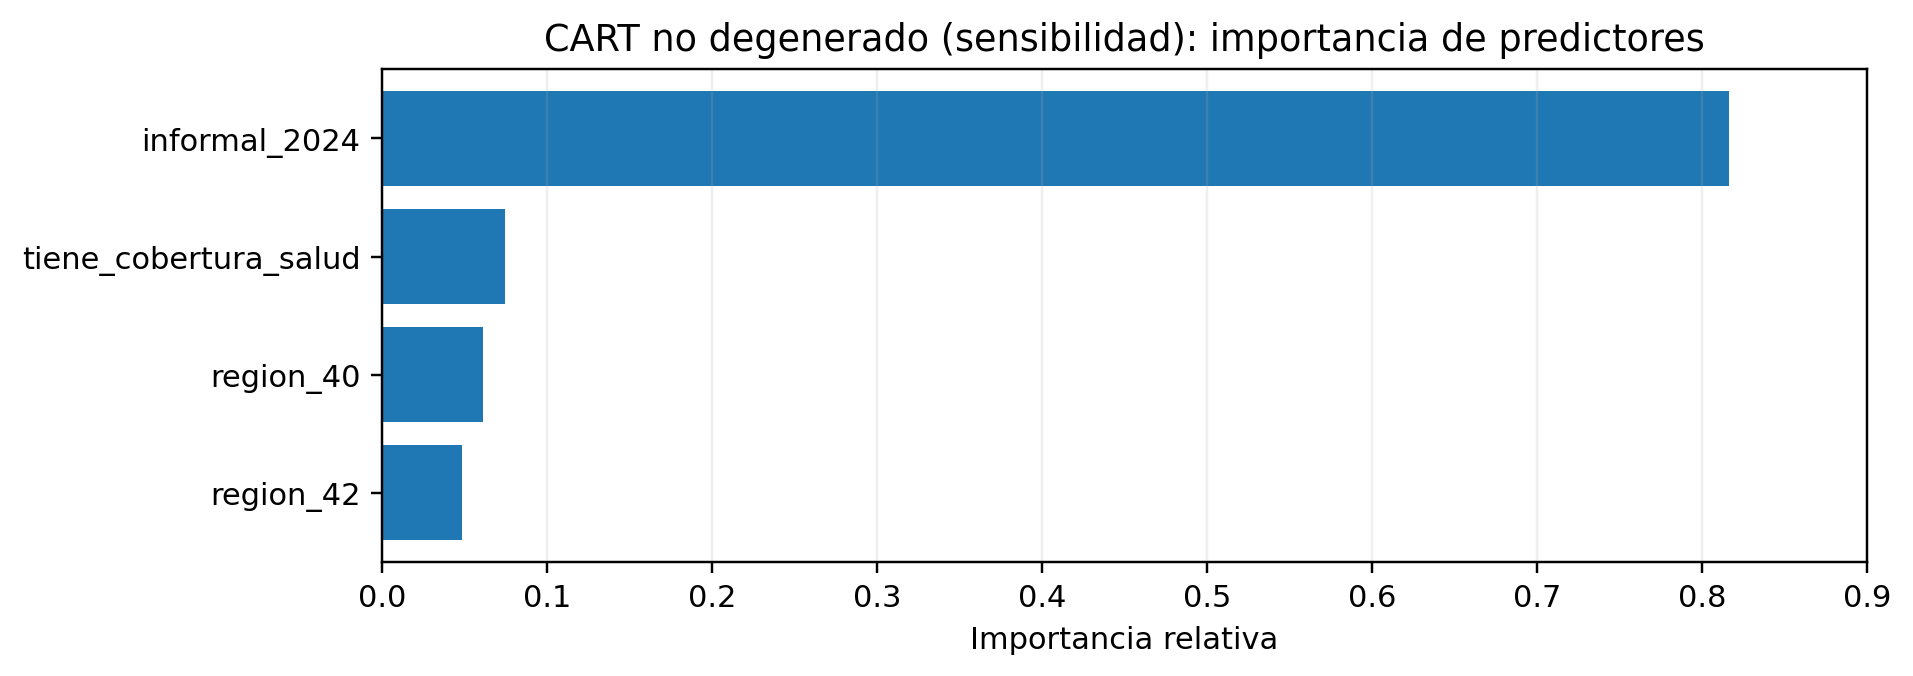 CART no degenerado (sensibilidad): importancia de predictores
informal_2024
tiene_cobertura_salud
region_40
region_42
0.0 0.1 0.2 0.3 0.4 0.5 0.6 0.7 0.8 0.9
Importancia relativa